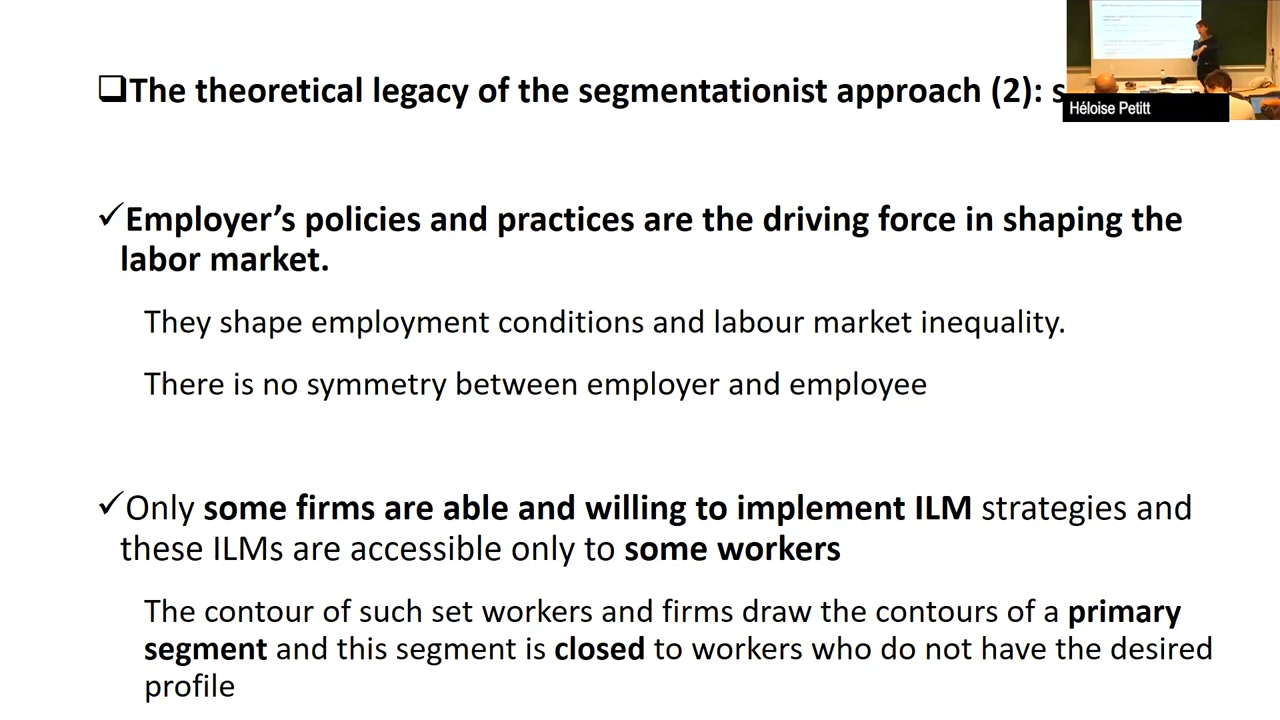 ❑The theoretical legacy of the segmentationist approach (2): s
Héloise Petitt
✓Employer’s policies and practices are the driving force in shaping the
labor market.
They shape employment conditions and labour market inequality.
There is no symmetry between employer and employee
✓Only some firms are able and willing to implement ILM strategies and
these ILMs are accessible only to some workers
The contour of such set workers and firms draw the contours of a primary
segment and this segment is closed to workers who do not have the desired
profile